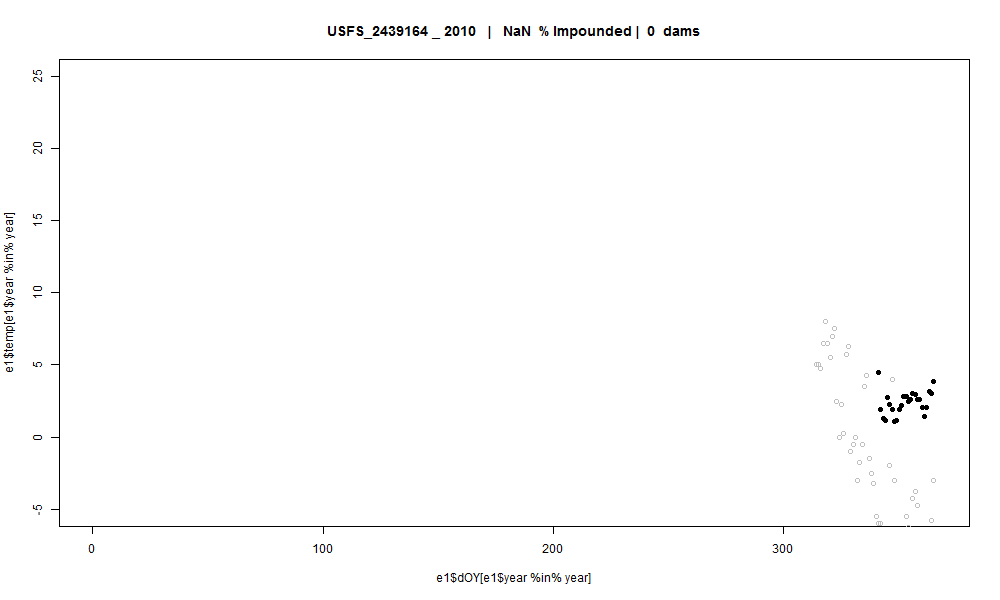 USFS_2439164 _ 2010 | NaN % Impounded | 0 dams
25
20
15
10
5
0
-5
e1$temp[e1$year %in% year]
0 100 200 300
e1$dOY[e1$year %in% year]